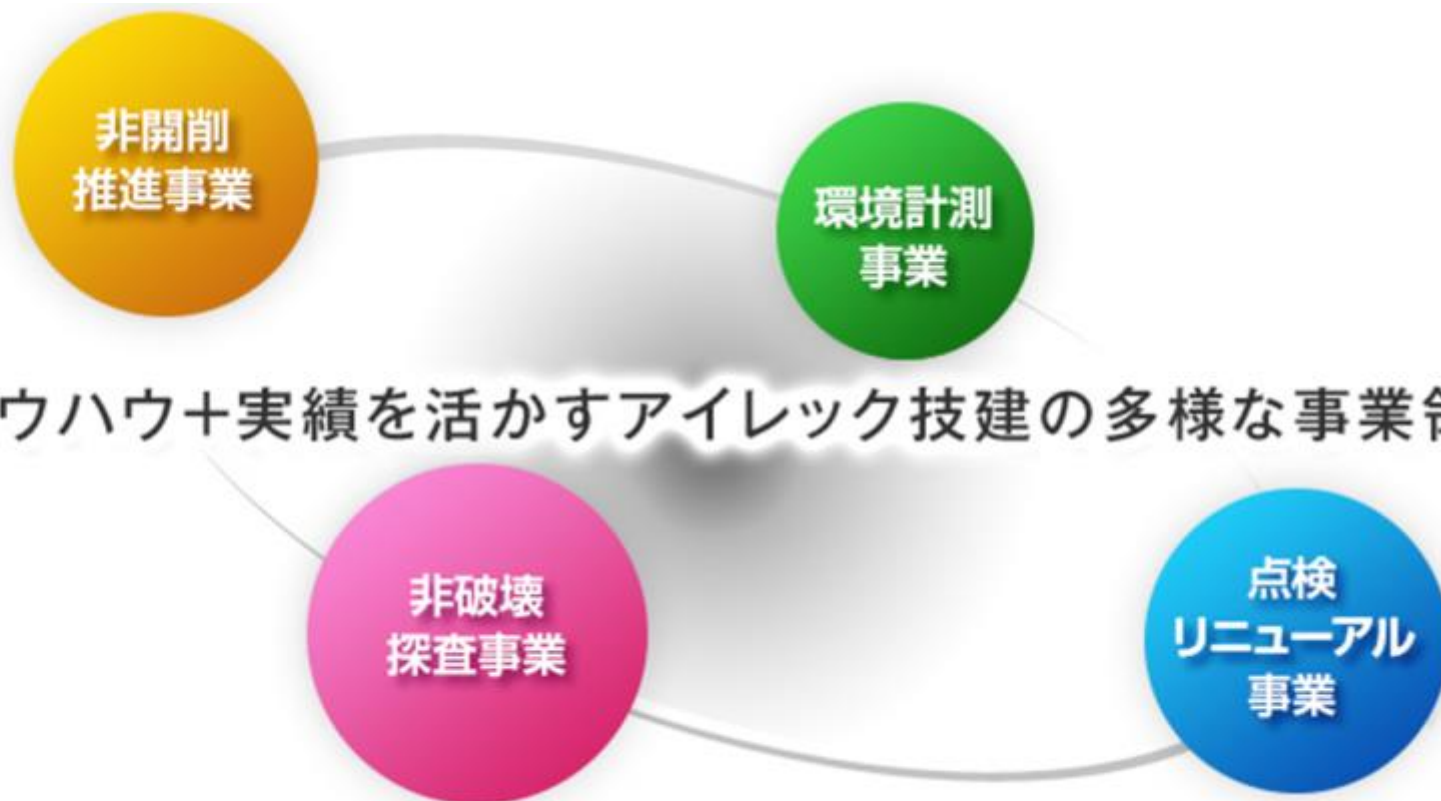 非開削
推進事業
環境計測
事業
ウハウ+実績を活かすアイレック技建の多様な事業
非破壊
探査事業
点検
リニューアル
事業